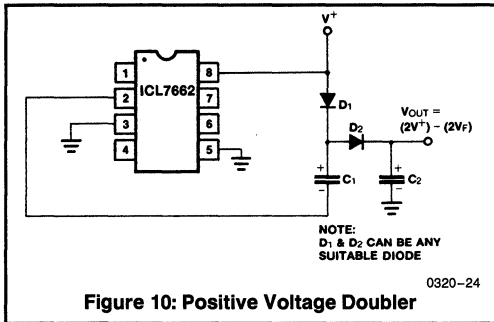 V+
ICL7662
1
2
3
4
8
7
6
5
D1
D2
VOUT =
(2V+) – (2VF)
+
C1
–
+
C2
–
NOTE:
D1 & D2 CAN BE ANY
SUITABLE DIODE
0320–24
Figure 10: Positive Voltage Doubler